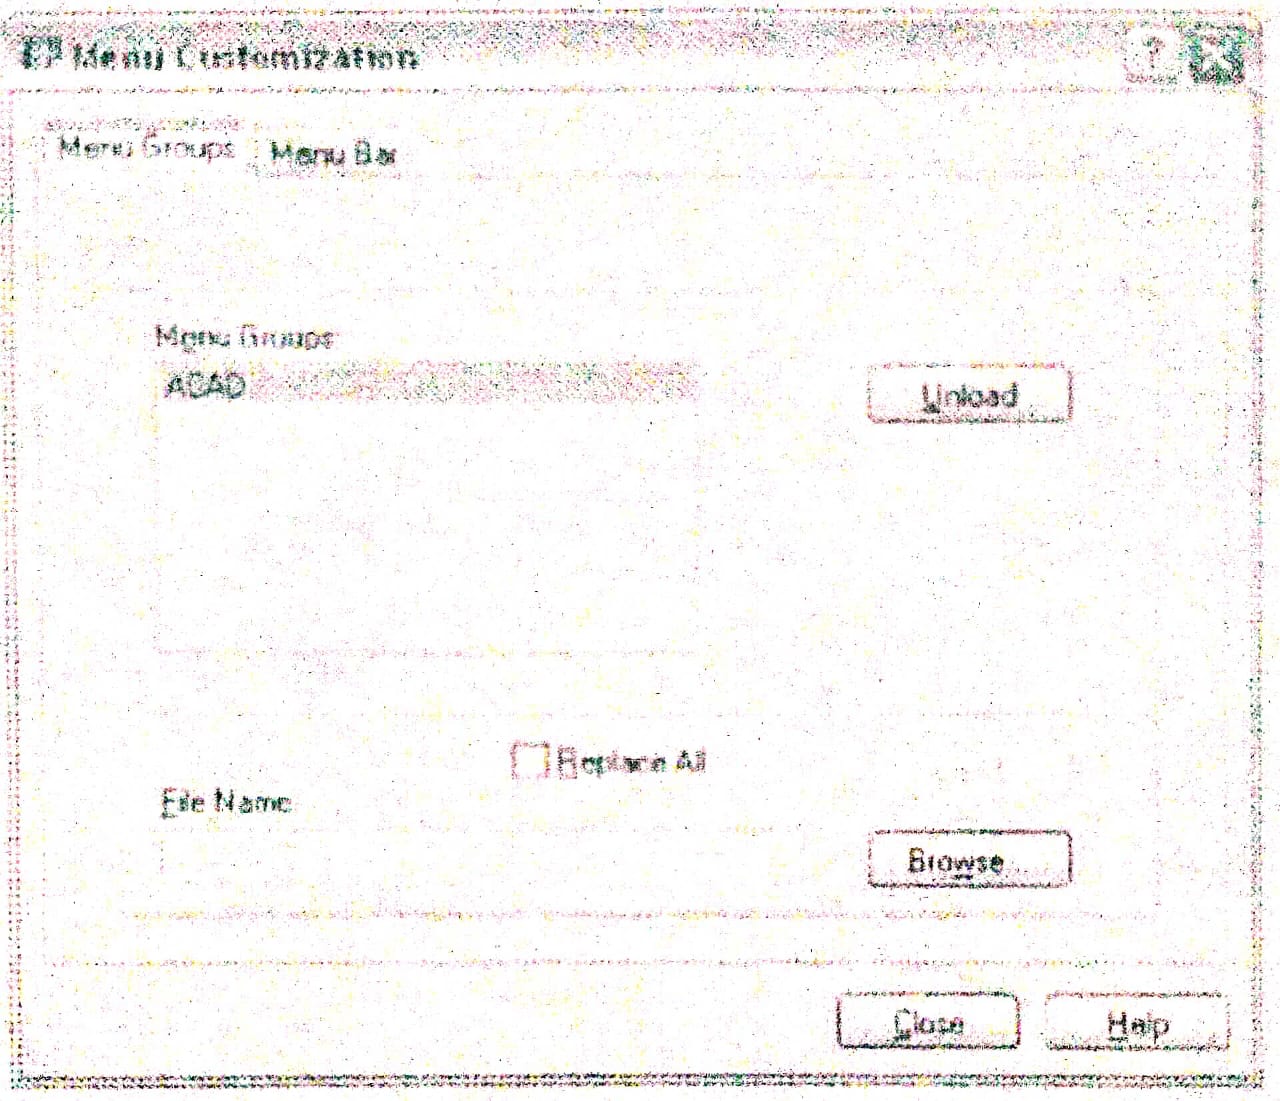 Menu Customization
Menu Groups Menu Bar
Menu Groups
ACAD
Unload
Replace All
File Name
Browse
Close Help